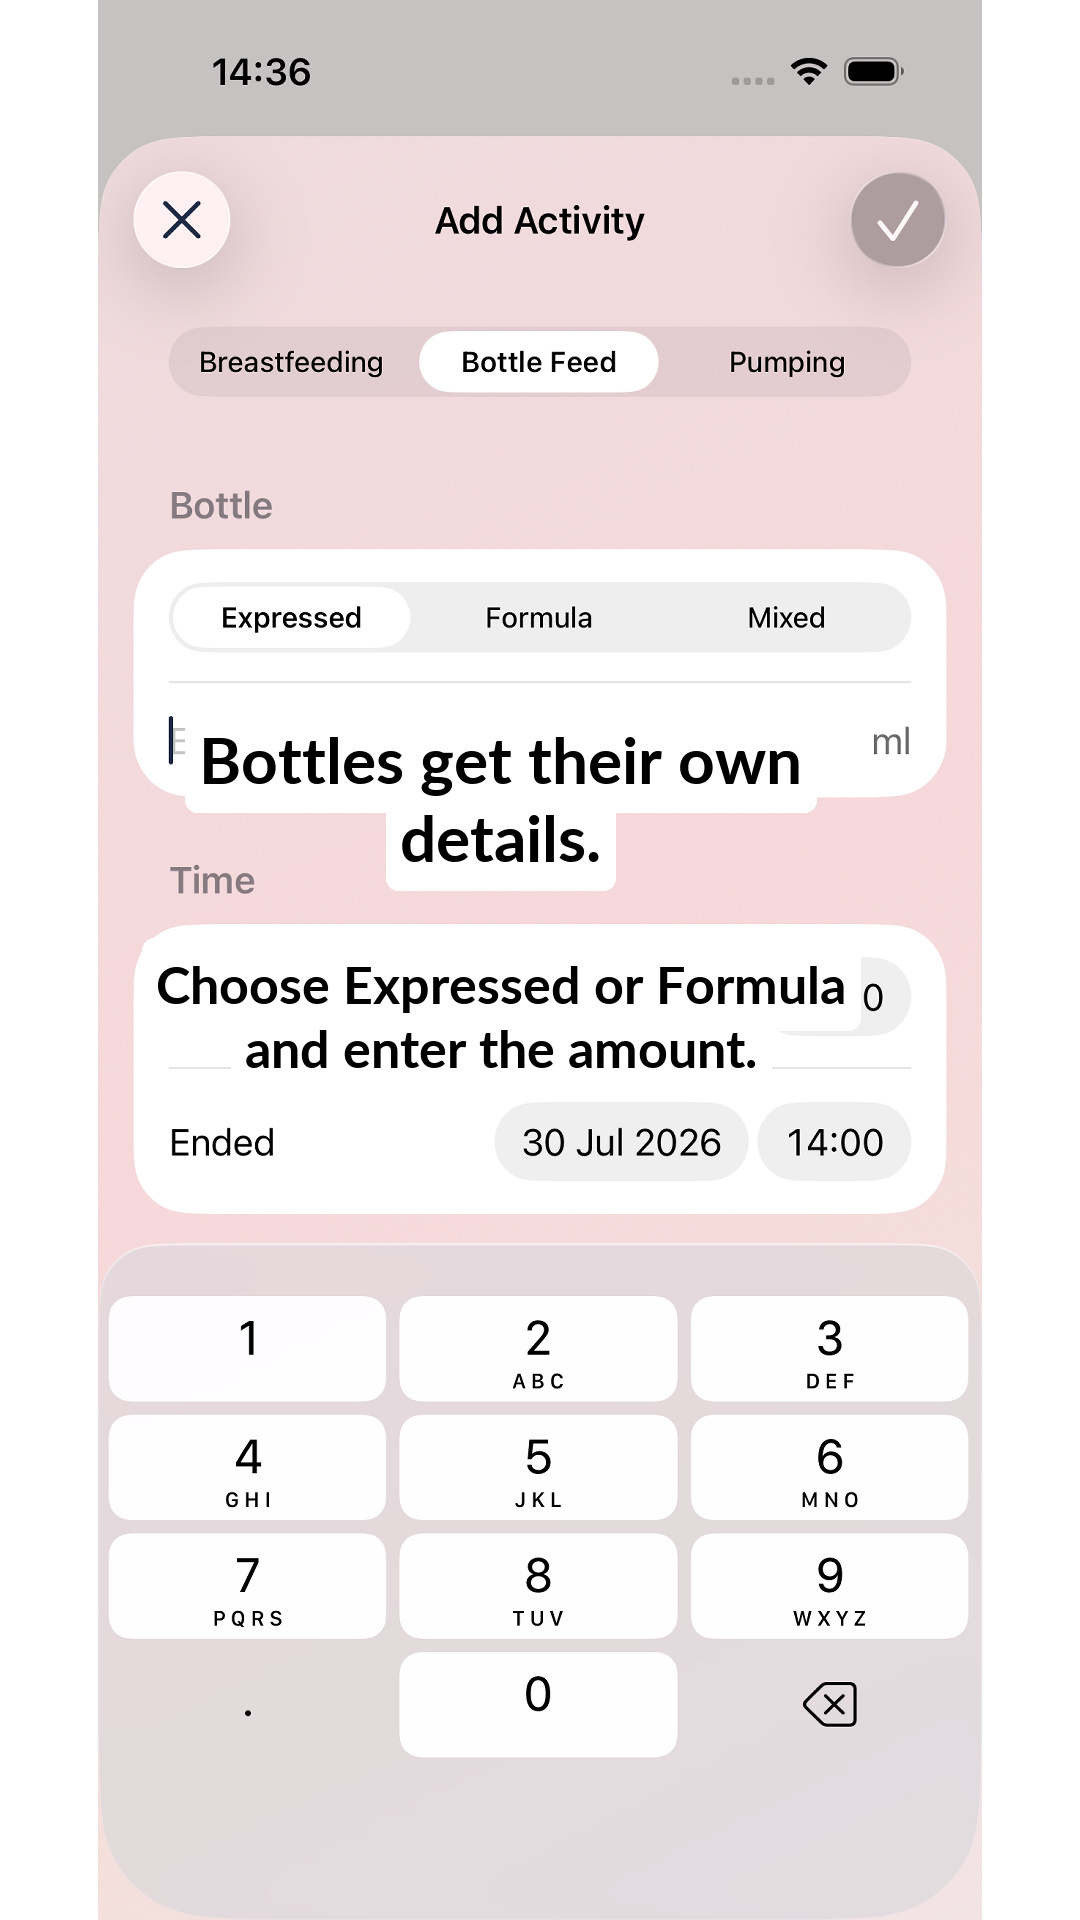 14:36
Add Activity
Breastfeeding Bottle Feed Pumping
Bottle
Expressed Formula Mixed
ml
Bottles get their own
details.
Time
Choose Expressed or Formula
and enter the amount.
Ended 30 Jul 2026 14:00
1 2 3
ABC DEF
4 5 6
GHI JKL MNO
7 8 9
PQRS TUV WXYZ
. 0